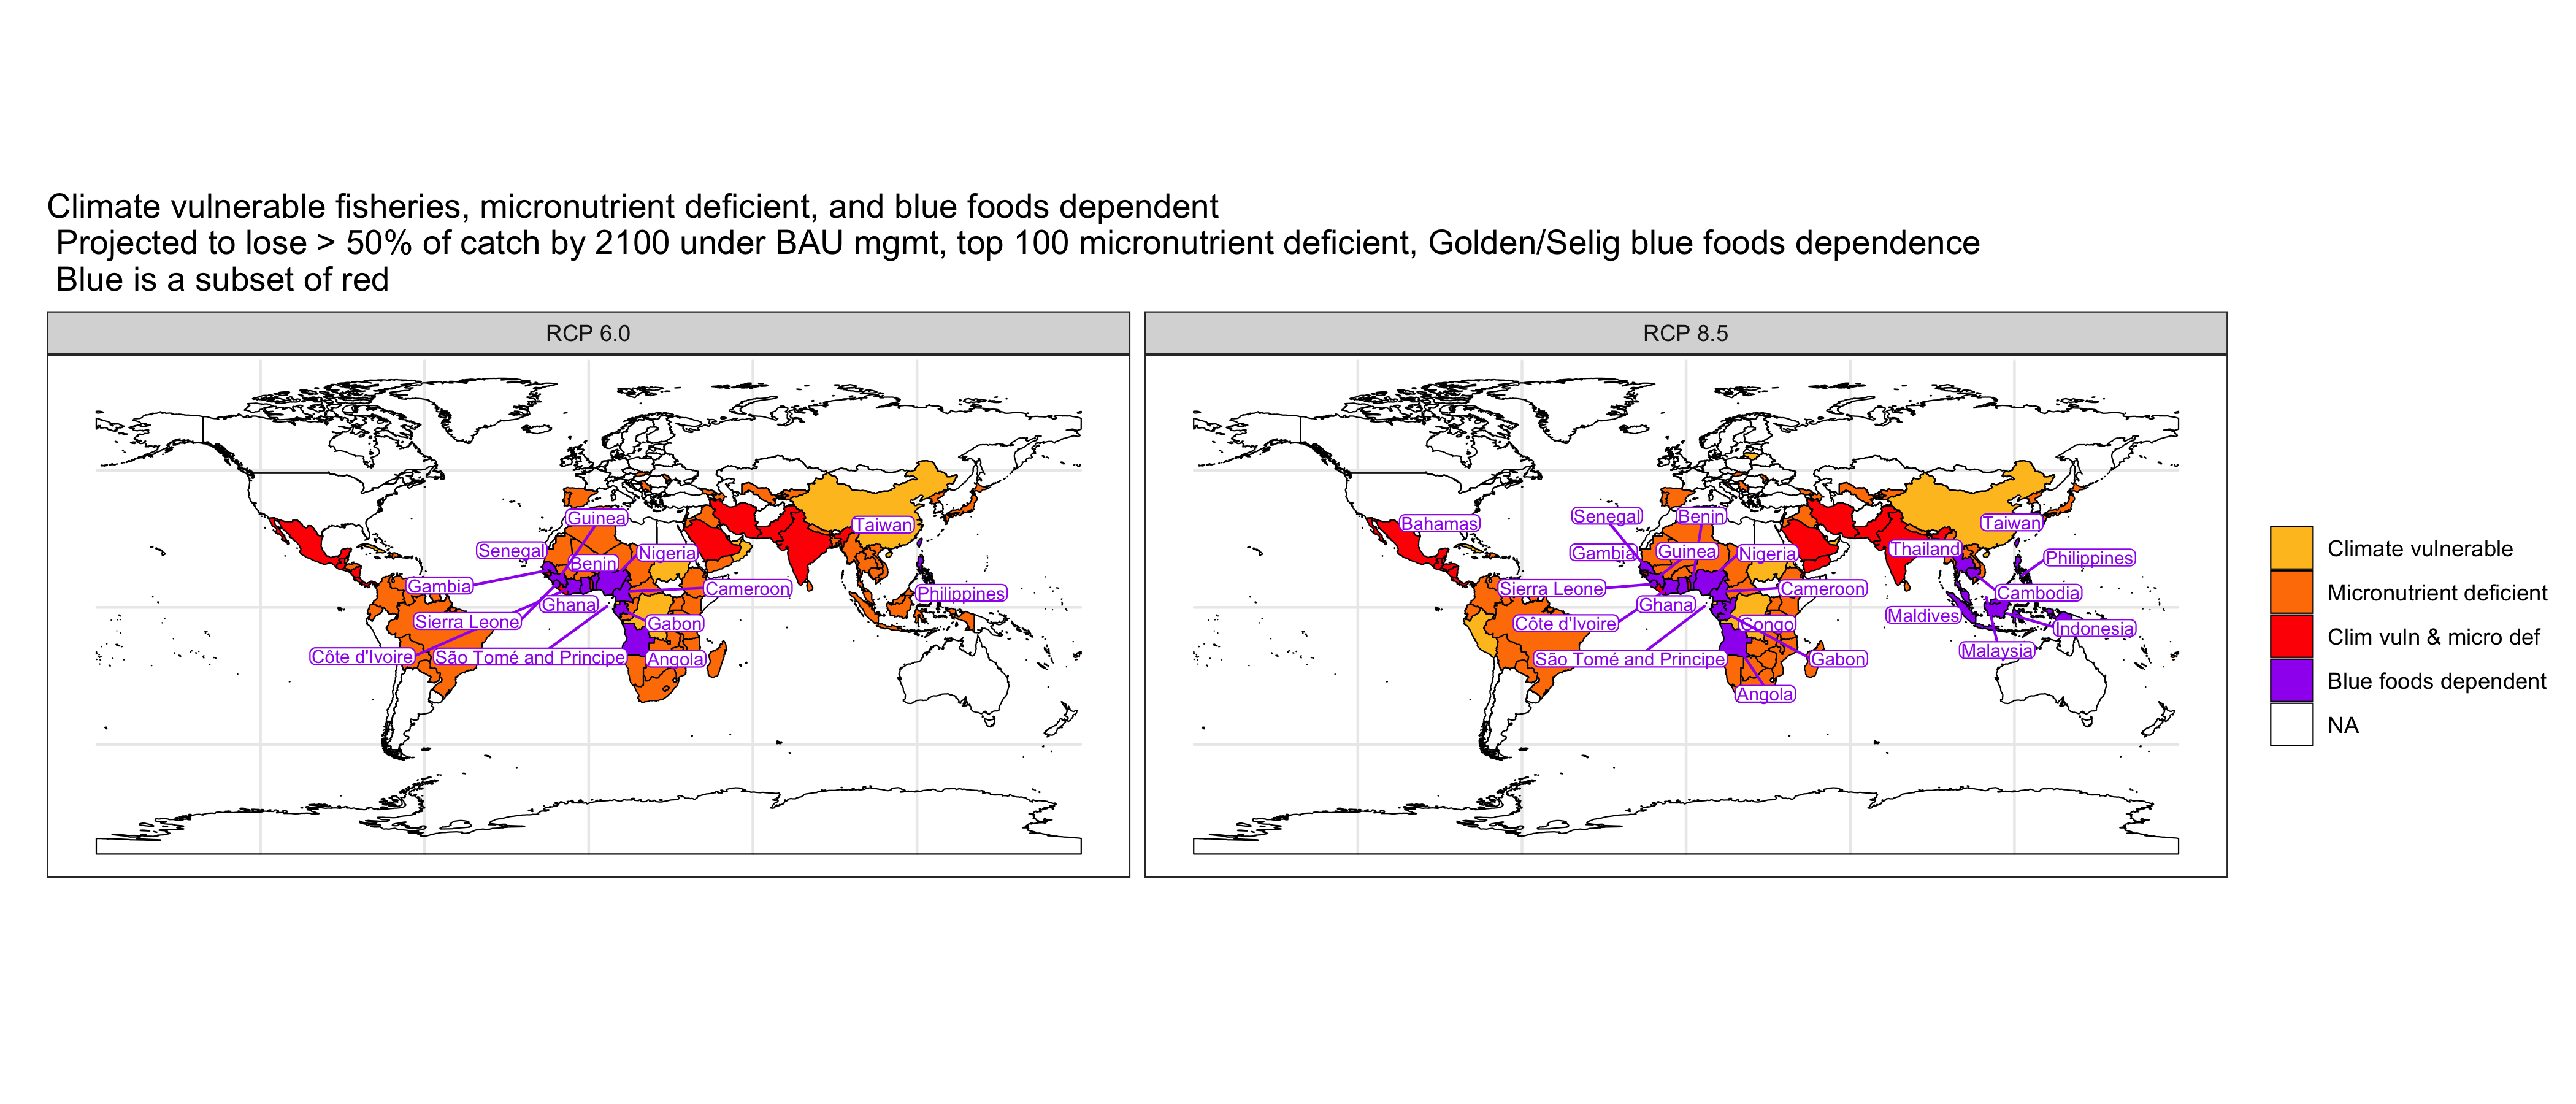 Climate vulnerable fisheries, micronutrient deficient, and blue foods dependent
Projected to lose > 50% of catch by 2100 under BAU mgmt, top 100 micronutrient deficient, Golden/Selig blue foods dependence
Blue is a subset of red
RCP 6.0
Guinea
Taiwan
Senegal
Nigeria
Benin
Gambia
Cameroon
Philippines
Ghana
Sierra Leone
Gabon
Côte d'Ivoire
São Tomé and Principe
Angola
RCP 8.5
Senegal
Benin
Bahamas
Taiwan
Gambia
Guinea
Nigeria
Thailand
Philippines
Sierra Leone
Cameroon
Cambodia
Ghana
Maldives
Côte d'Ivoire
Congo
Indonesia
Malaysia
São Tomé and Principe
Gabon
Angola
Climate vulnerable
Micronutrient deficient
Clim vuln & micro def
Blue foods dependent
NA